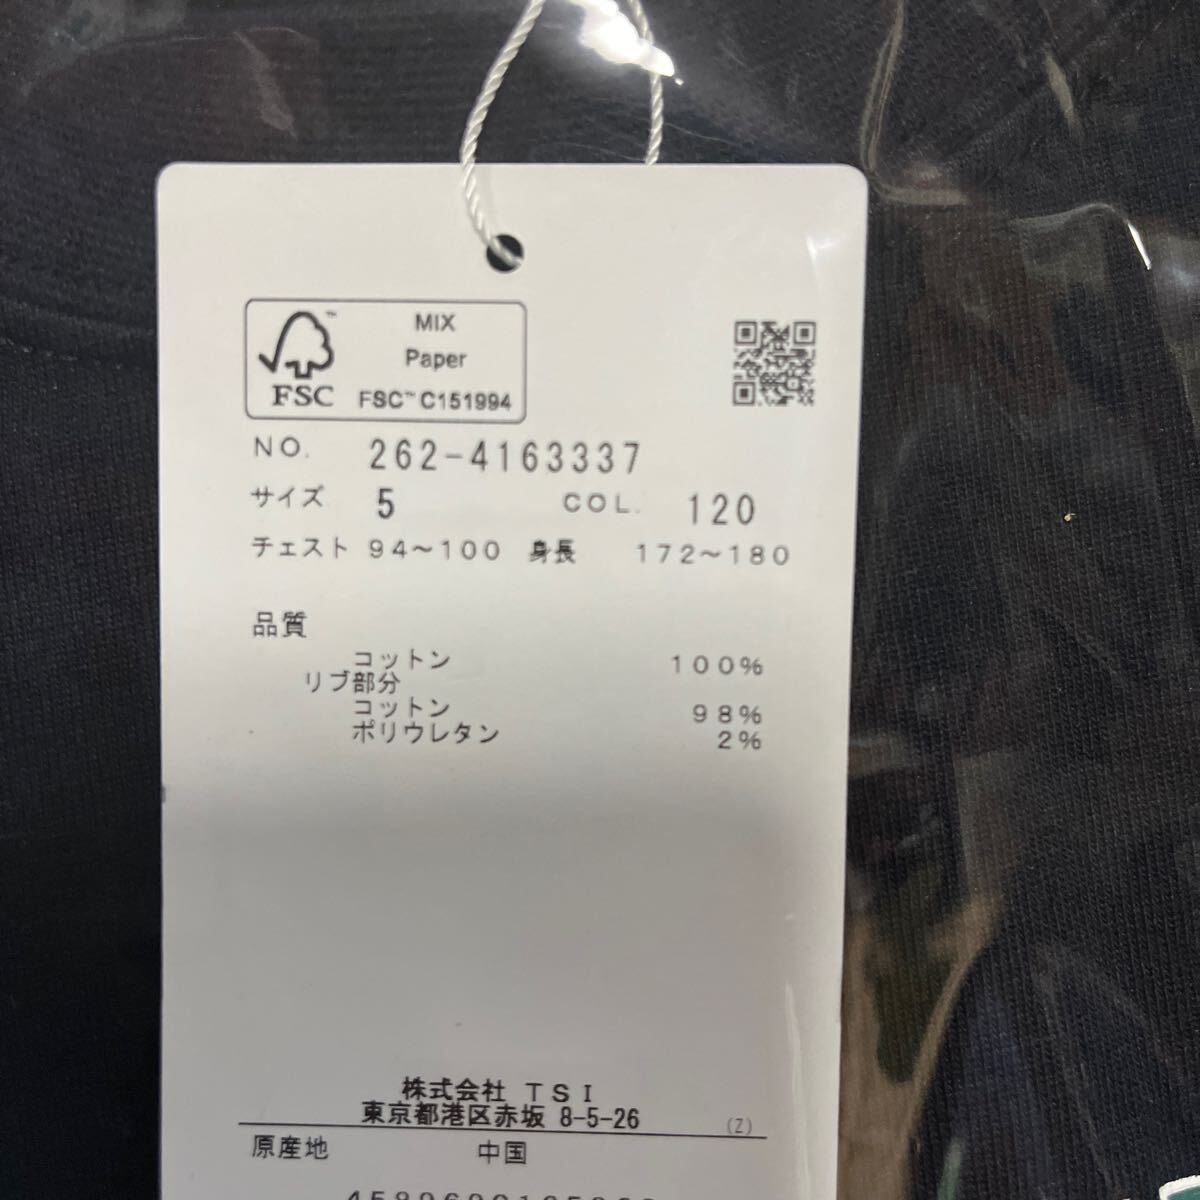 MIX
Paper
FSC™ C151994
FSC
NO. 262-4163337
サイズ 5 COL. 120
チェスト 94～100 身長 172～180
品質
コットン 100%
リブ部分
コットン 98%
ポリウレタン 2%
株式会社 TSI
東京都港区赤坂 8-5-26 (Z)
原産地 中国